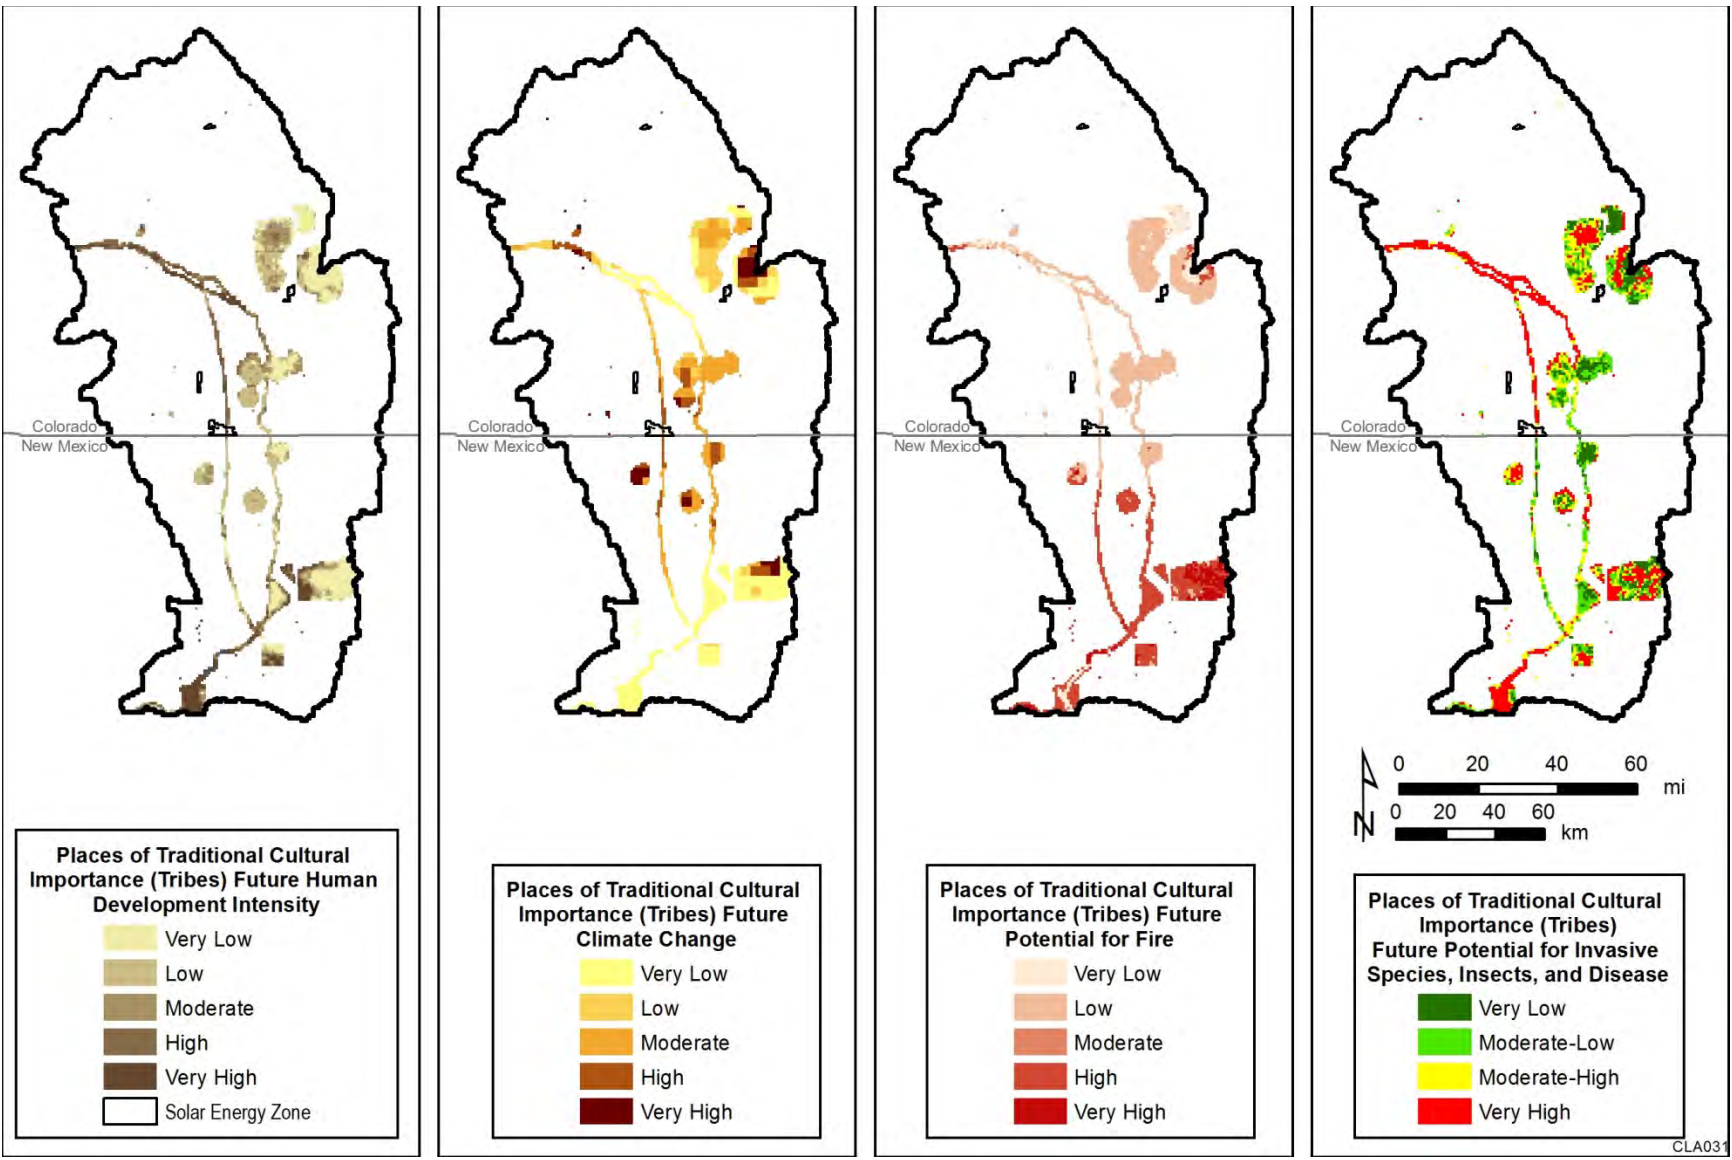 Colorado
New Mexico
Places of Traditional Cultural
Importance (Tribes) Future Human
Development Intensity
Very Low
Low
Moderate
High
Very High
Solar Energy Zone
Colorado
New Mexico
Places of Traditional Cultural
Importance (Tribes) Future
Climate Change
Very Low
Low
Moderate
High
Very High
Colorado
New Mexico
Places of Traditional Cultural
Importance (Tribes) Future
Potential for Fire
Very Low
Low
Moderate
High
Very High
Colorado
New Mexico
0 20 40 60
mi
0 20 40 60
km
N
Places of Traditional Cultural
Importance (Tribes)
Future Potential for Invasive
Species, Insects, and Disease
Very Low
Moderate-Low
Moderate-High
Very High
CLA031